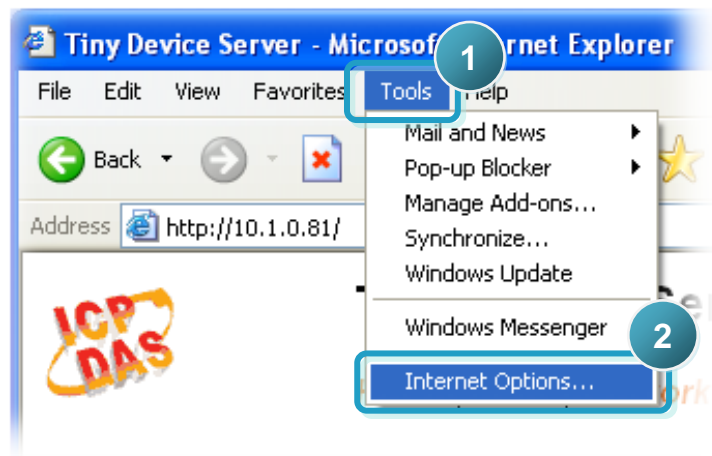 Tiny Device Server - Microsof rnet Explorer
1
File Edit View Favorites Tools Help
Back
Mail and News
Pop-up Blocker
Manage Add-ons...
Synchronize...
Windows Update
Windows Messenger
2
Internet Options...
Address http://10.1.0.81/
ICP
DAS